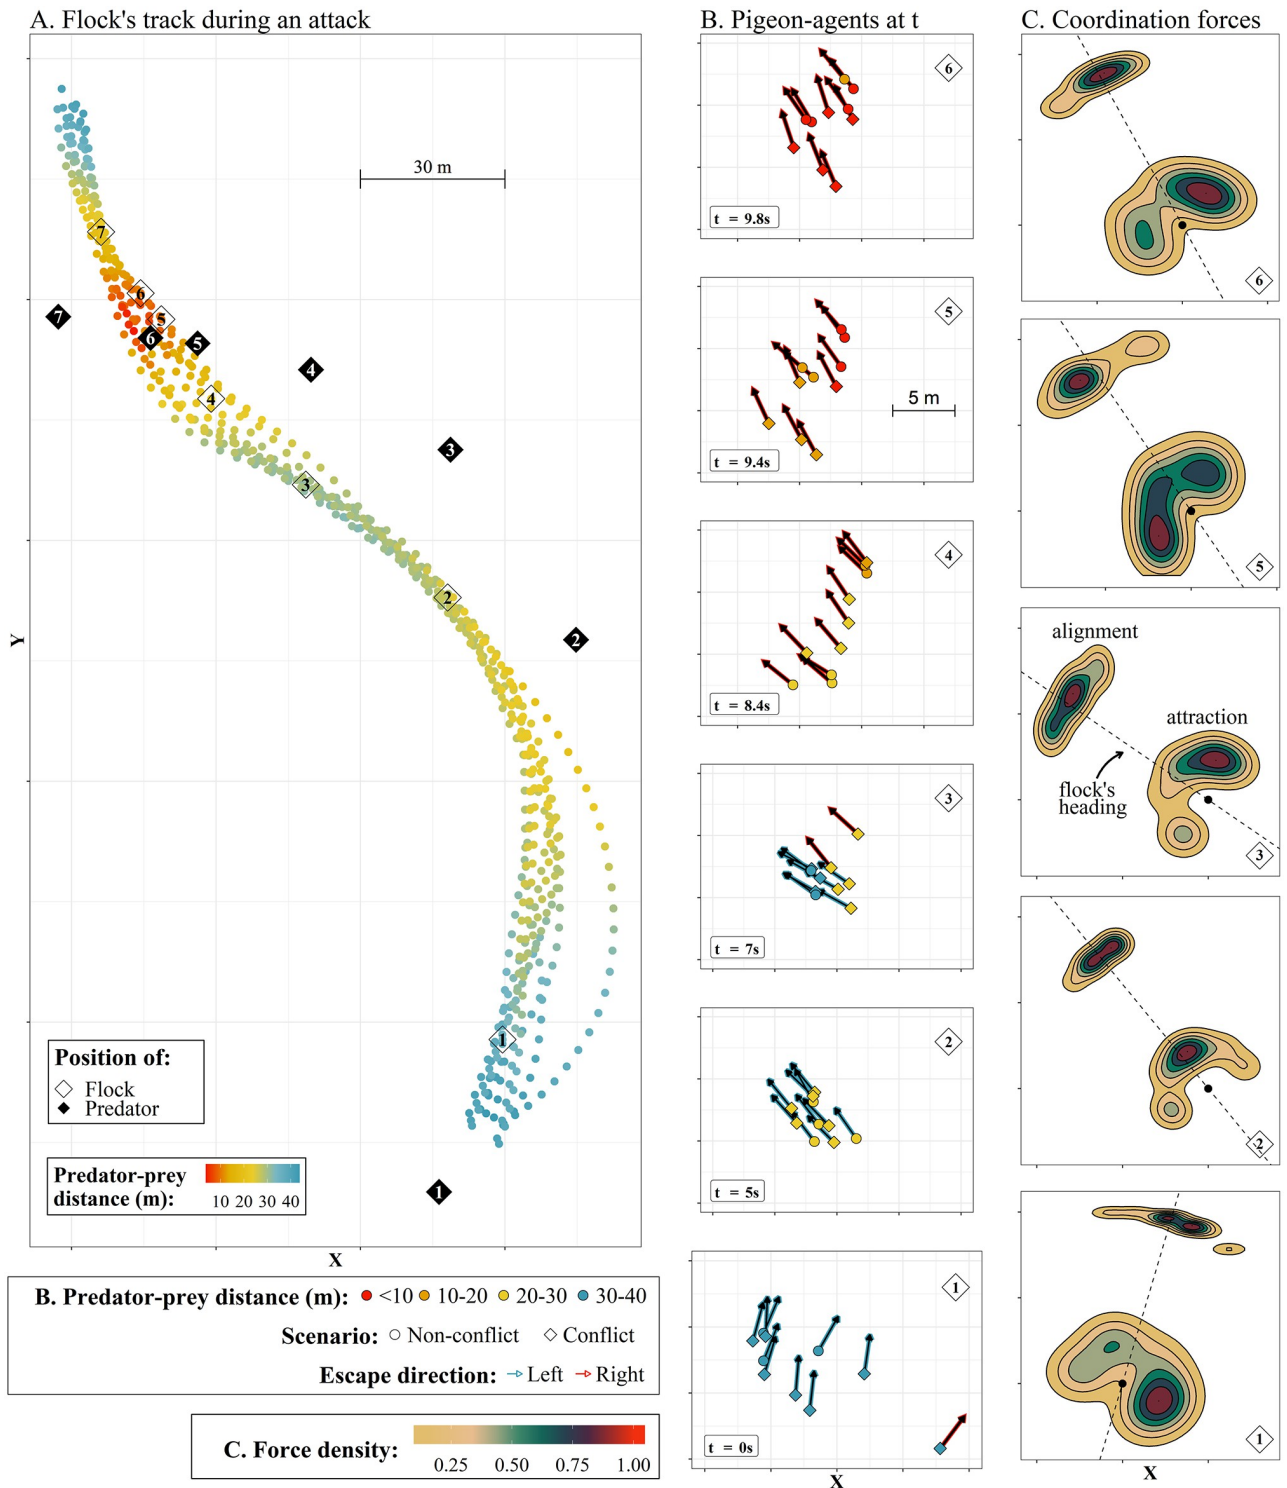 A. Flock's track during an attack
30 m
7
6
5
7
6
5
4
4
3
3
2
2
1
1
Y
Position of:
Flock
Predator
Predator-prey
distance (m):
10 20 30 40
X
B. Predator-prey distance (m): <10 10-20 20-30 30-40
Scenario: Non-conflict Conflict
Escape direction: Left Right
C. Force density:
0.25 0.50 0.75 1.00
B. Pigeon-agents at t
6
t = 9.8s
5
5 m
t = 9.4s
4
t = 8.4s
3
t = 7s
2
t = 5s
1
t = 0s
X
C. Coordination forces
6
5
alignment
attraction
flock's
heading
3
2
1
X